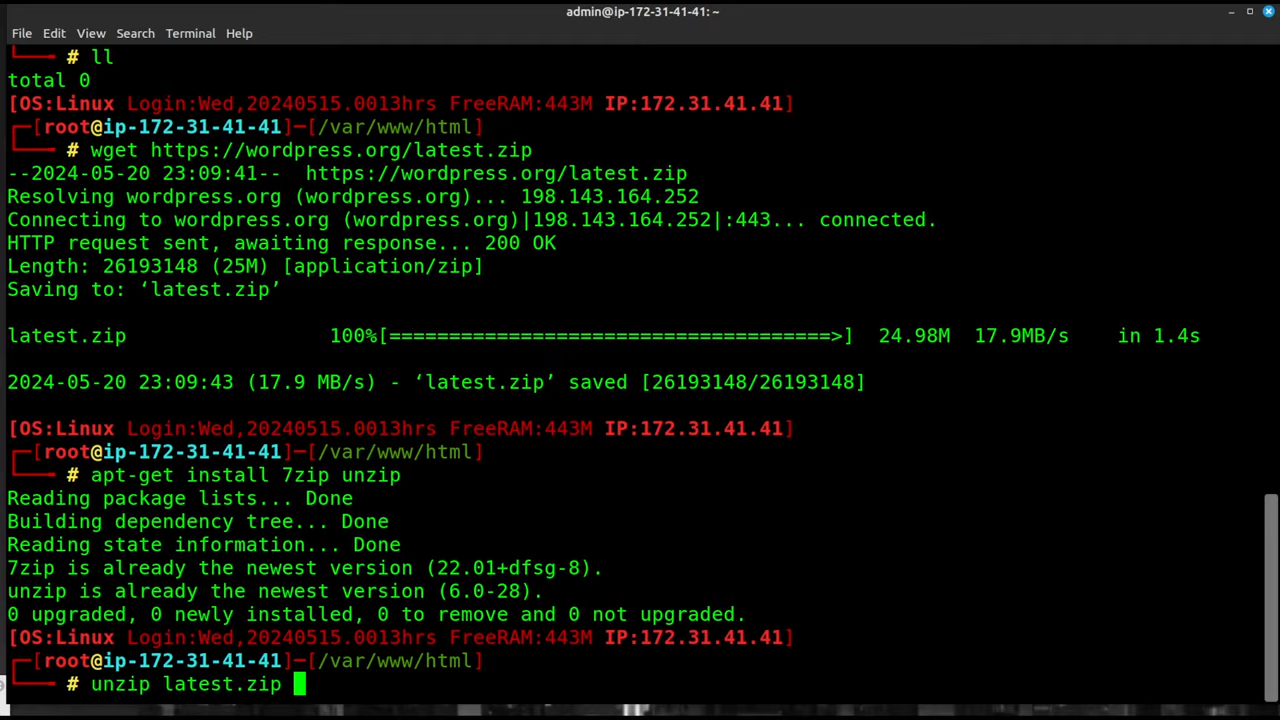 admin@ip-172-31-41-41: ~
File Edit View Search Terminal Help
└──╼ # ll
total 0
[OS:Linux Login:Wed,20240515.0013hrs FreeRAM:443M IP:172.31.41.41]
┌─[root@ip-172-31-41-41]─[/var/www/html]
└──╼ # wget https://wordpress.org/latest.zip
--2024-05-20 23:09:41--  https://wordpress.org/latest.zip
Resolving wordpress.org (wordpress.org)... 198.143.164.252
Connecting to wordpress.org (wordpress.org)|198.143.164.252|:443... connected.
HTTP request sent, awaiting response... 200 OK
Length: 26193148 (25M) [application/zip]
Saving to: ‘latest.zip’
latest.zip 100%[=====================================>] 24.98M 17.9MB/s in 1.4s
2024-05-20 23:09:43 (17.9 MB/s) - ‘latest.zip’ saved [26193148/26193148]
[OS:Linux Login:Wed,20240515.0013hrs FreeRAM:443M IP:172.31.41.41]
┌─[root@ip-172-31-41-41]─[/var/www/html]
└──╼ # apt-get install 7zip unzip
Reading package lists... Done
Building dependency tree... Done
Reading state information... Done
7zip is already the newest version (22.01+dfsg-8).
unzip is already the newest version (6.0-28).
0 upgraded, 0 newly installed, 0 to remove and 0 not upgraded.
[OS:Linux Login:Wed,20240515.0013hrs FreeRAM:443M IP:172.31.41.41]
┌─[root@ip-172-31-41-41]─[/var/www/html]
└──╼ # unzip latest.zip